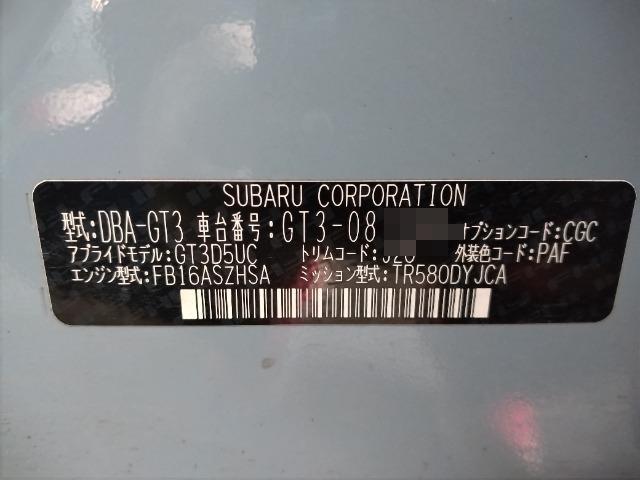 SUBARU CORPORATION
型式:DBA-GT3 車台番号:GT3-08 オプションコード:CGC
アプライドモデル:GT3D5UC トリムコード: 外装色コード:PAF
エンジン型式:FB16ASZHSA ミッション型式:TR580DYJCA